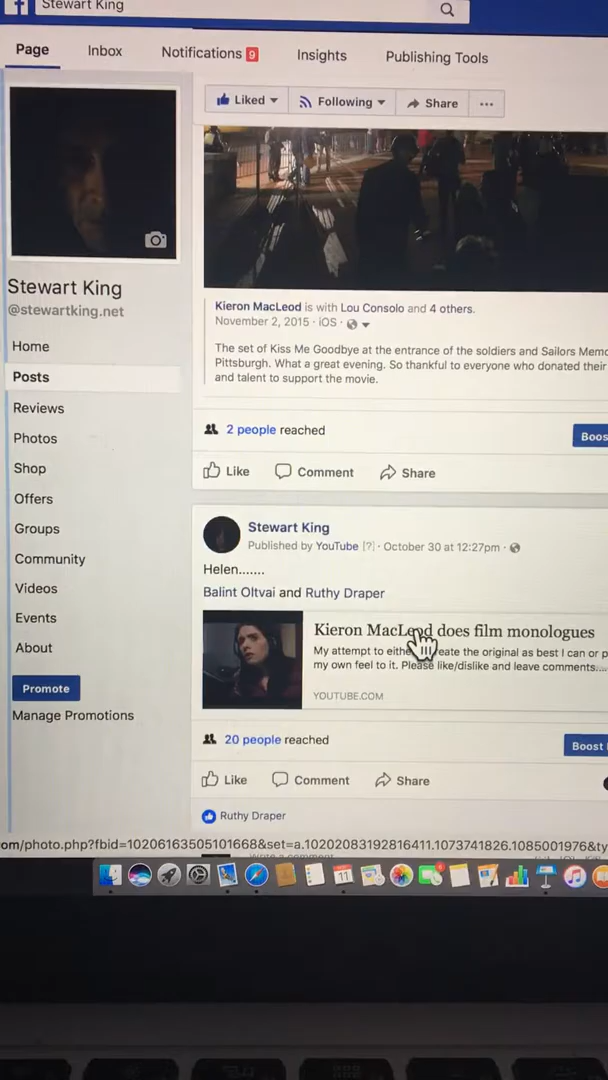 Stewart King
Page
Inbox
Notifications 9
Insights
Publishing Tools
Liked
Following
Share
Stewart King
@stewartking.net
Home
Posts
Reviews
Photos
Shop
Offers
Groups
Community
Videos
Events
About
Promote
Manage Promotions
Kieron MacLeod is with Lou Consolo and 4 others.
November 2, 2015 · iOS ·
The set of Kiss Me Goodbye at the entrance of the soldiers and Sailors Memo
Pittsburgh. What a great evening. So thankful to everyone who donated their
and talent to support the movie.
2 people reached
Boos
Like Comment Share
Stewart King
Published by YouTube [?] · October 30 at 12:27pm ·
Helen.......
Balint Oltvai and Ruthy Draper
Kieron MacLeod does film monologues
My attempt to eithe eate the original as best I can or p
my own feel to it. Please like/dislike and leave comments....
YOUTUBE.COM
20 people reached
Boost
Like Comment Share
Ruthy Draper
om/photo.php?fbid=10206163505101668&set=a.10202083192816411.1073741826.1085001976&ty
11